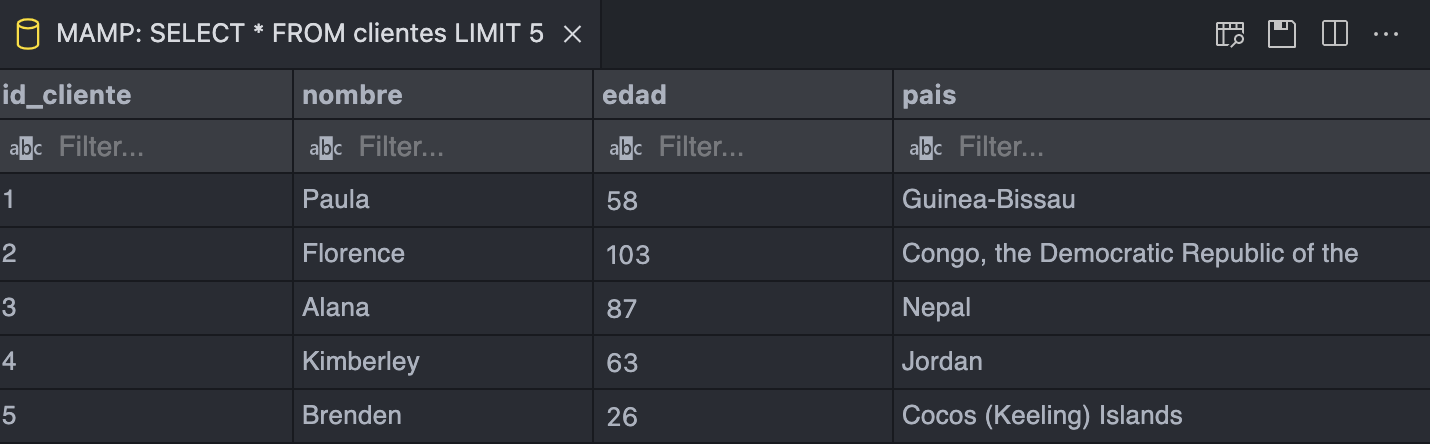 MAMP: SELECT * FROM clientes LIMIT 5
id_cliente nombre edad pais
abc Filter... abc Filter... abc Filter... abc Filter...
1 Paula 58 Guinea-Bissau
2 Florence 103 Congo, the Democratic Republic of the
3 Alana 87 Nepal
4 Kimberley 63 Jordan
5 Brenden 26 Cocos (Keeling) Islands